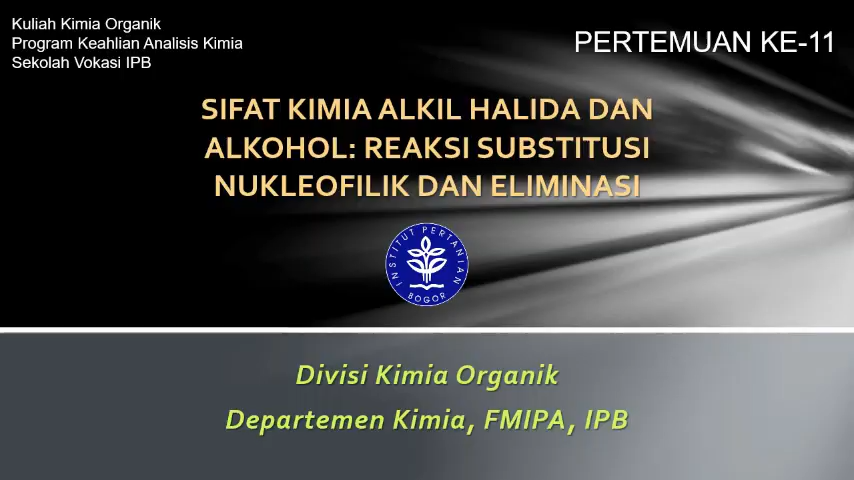 Kuliah Kimia Organik
Program Keahlian Analisis Kimia
Sekolah Vokasi IPB
PERTEMUAN KE-11
SIFAT KIMIA ALKIL HALIDA DAN
ALKOHOL: REAKSI SUBSTITUSI
NUKLEOFILIK DAN ELIMINASI
INSTITUT PERTANIAN
BOGOR
Divisi Kimia Organik
Departemen Kimia, FMIPA, IPB